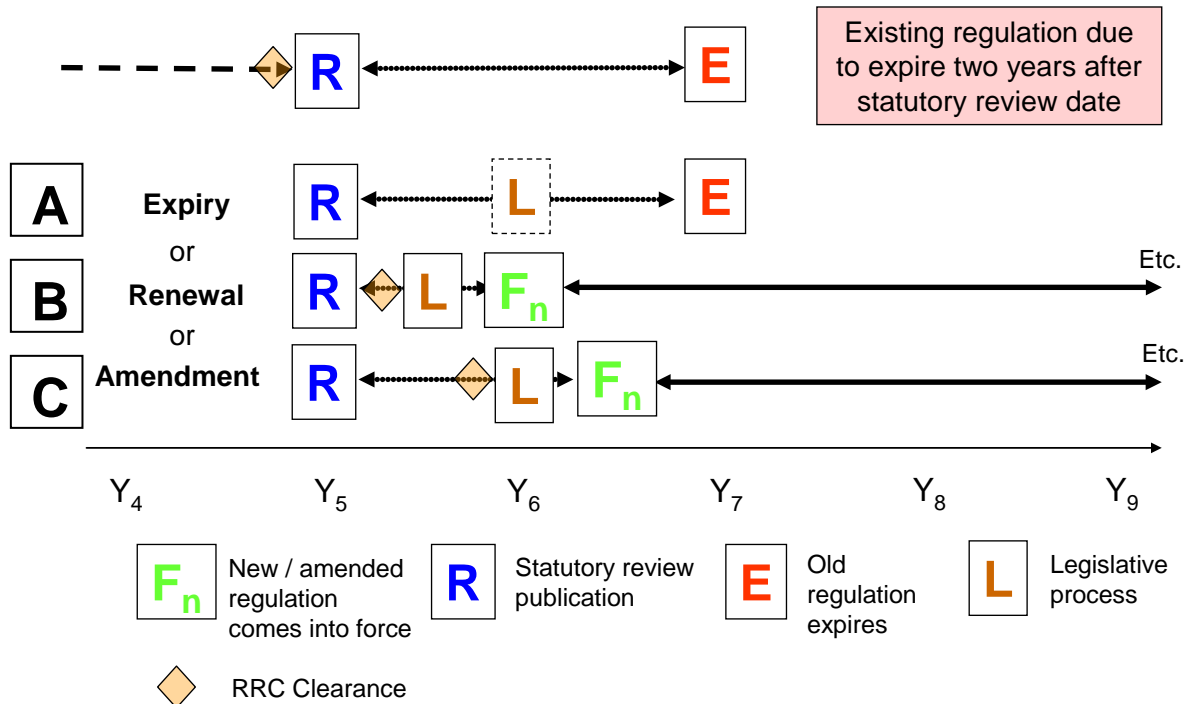 R
E
Existing regulation due
to expire two years after
statutory review date
A
Expiry
R
L
E
or
B
Renewal
R
L
Fn
Etc.
or
C
Amendment
R
L
Fn
Etc.
Y4
Y5
Y6
Y7
Y8
Y9
Fn
New / amended
regulation
comes into force
R
Statutory review
publication
E
Old
regulation
expires
L
Legislative
process
RRC Clearance